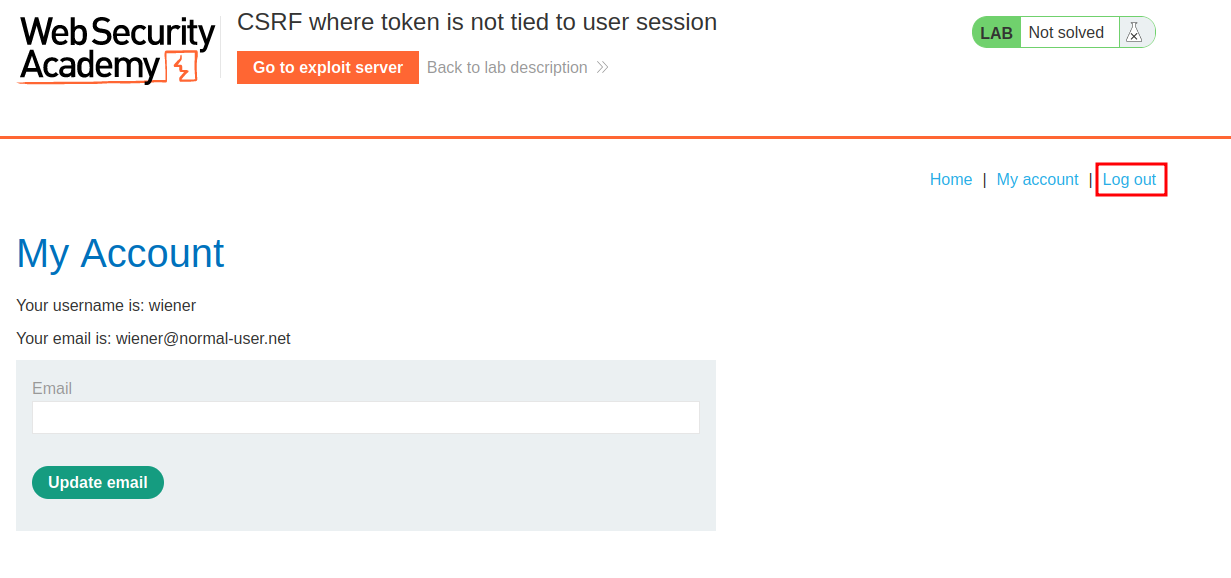 Web Security
Academy
CSRF where token is not tied to user session
Go to exploit server
Back to lab description
LAB Not solved
Home | My account | Log out
My Account
Your username is: wiener
Your email is: wiener@normal-user.net
Email
Update email